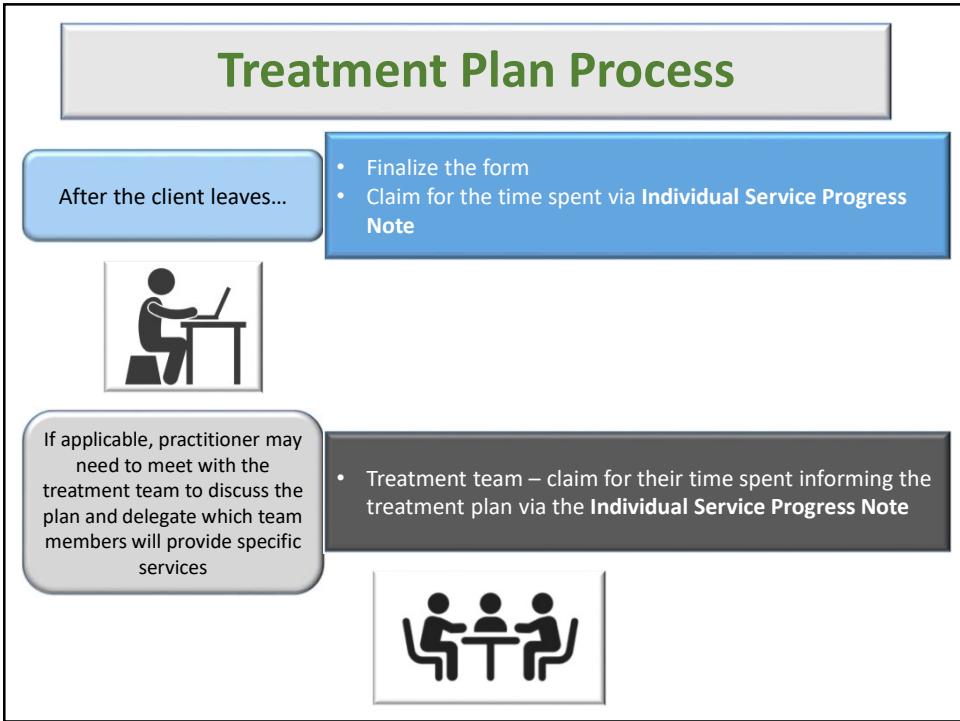 Treatment Plan Process
After the client leaves...
• Finalize the form
• Claim for the time spent via Individual Service Progress
Note
If applicable, practitioner may
need to meet with the
treatment team to discuss the
plan and delegate which team
members will provide specific
services
• Treatment team – claim for their time spent informing the
treatment plan via the Individual Service Progress Note